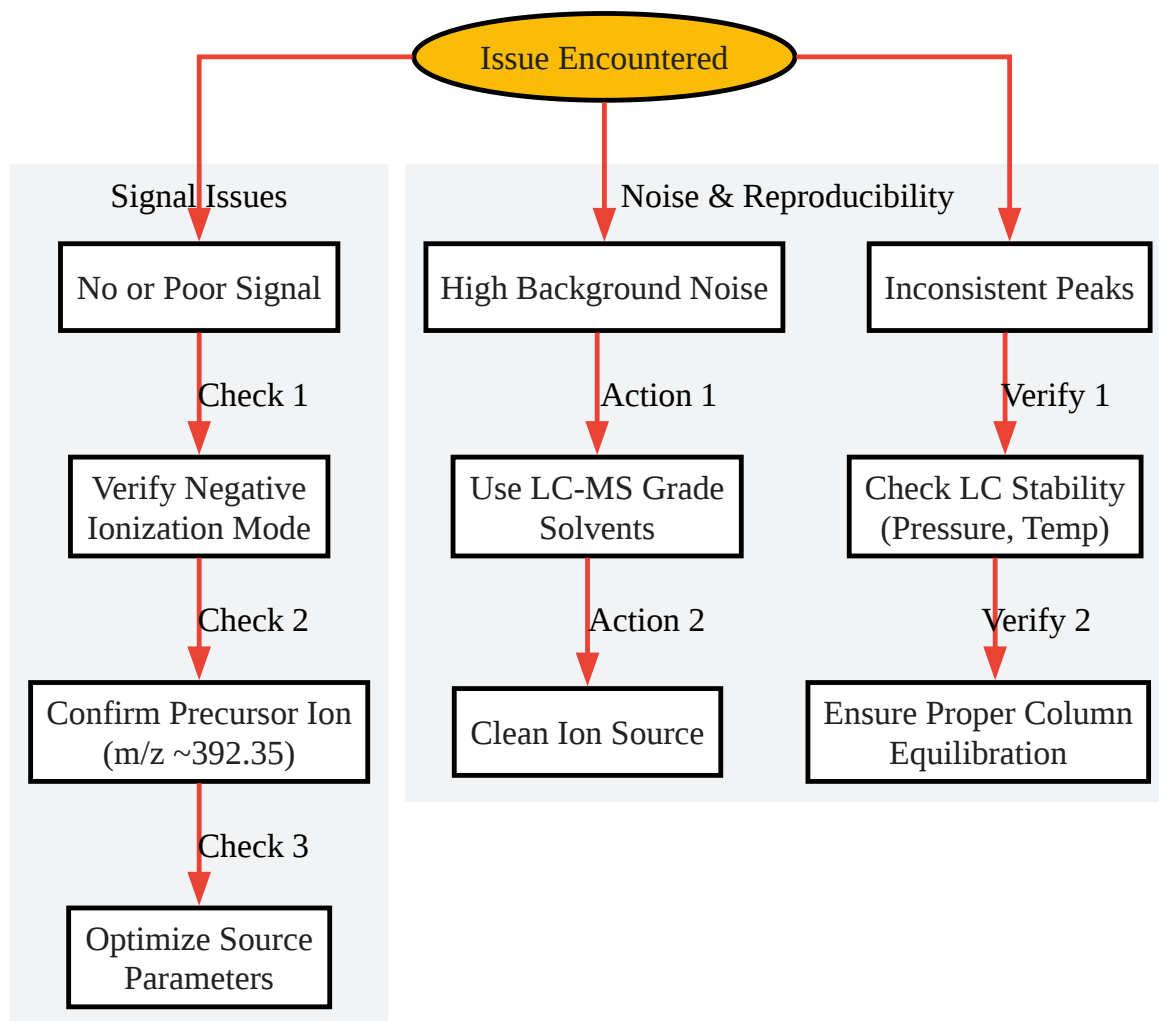 Issue Encountered
Signal Issues
No or Poor Signal
Check 1
Verify Negative
Ionization Mode
Check 2
Confirm Precursor Ion
(m/z ~392.35)
Check 3
Optimize Source
Parameters
Noise & Reproducibility
High Background Noise
Action 1
Use LC-MS Grade
Solvents
Action 2
Clean Ion Source
Inconsistent Peaks
Verify 1
Check LC Stability
(Pressure, Temp)
Verify 2
Ensure Proper Column
Equilibration